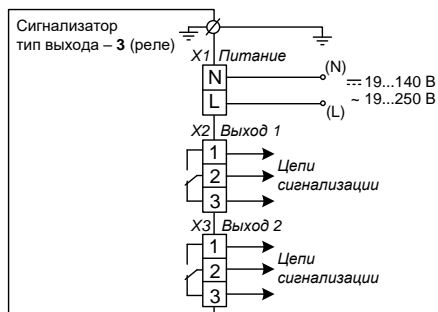 Сигнализатор
тип выхода – 3 (реле)
X1 Питание
N
(N)
19...140 В
L
(L)
~ 19...250 В
X2 Выход 1
1
2
3
Цепи
сигнализации
X3 Выход 2
1
2
3
Цепи
сигнализации